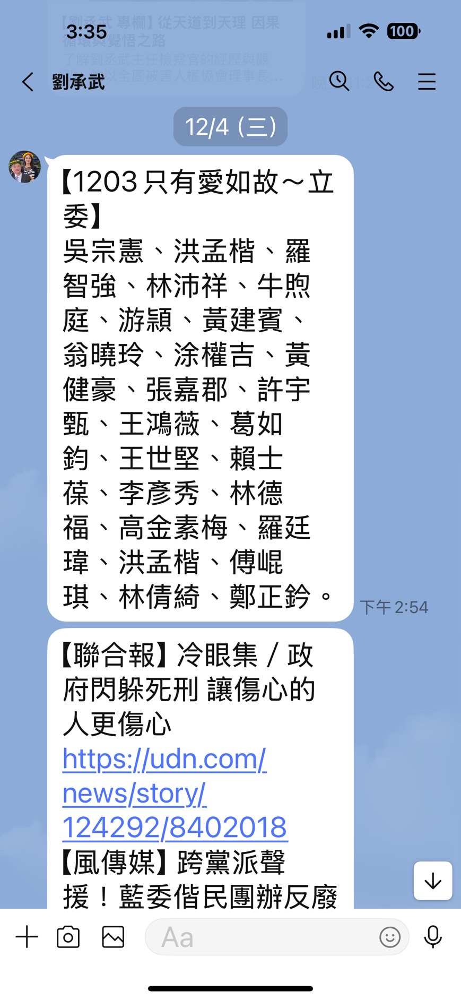 【劉丞武 專欄】從天道到天理 因果
循環與覺悟之路
了解劉丞武主任檢察官的經歷與觀
以全國被害人權協會理事長...
3:35
100
劉承武
12/4（三）
【1203只有愛如故～立
委】
吳宗憲、洪孟楷、羅
智強、林沛祥、牛煦
庭、游顥、黃建賓、
翁曉玲、涂權吉、黃
健豪、張嘉郡、許宇
甄、王鴻薇、葛如
鈞、王世堅、賴士
葆、李彥秀、林德
福、高金素梅、羅廷
瑋、洪孟楷、傅崐
琪、林倩綺、鄭正鈐。
下午 2:54
【聯合報】冷眼集 / 政
府閃躲死刑 讓傷心的
人更傷心
https://udn.com/
news/story/
124292/8402018
【風傳媒】跨黨派聲
援！藍委偕民團辦反廢
Aa